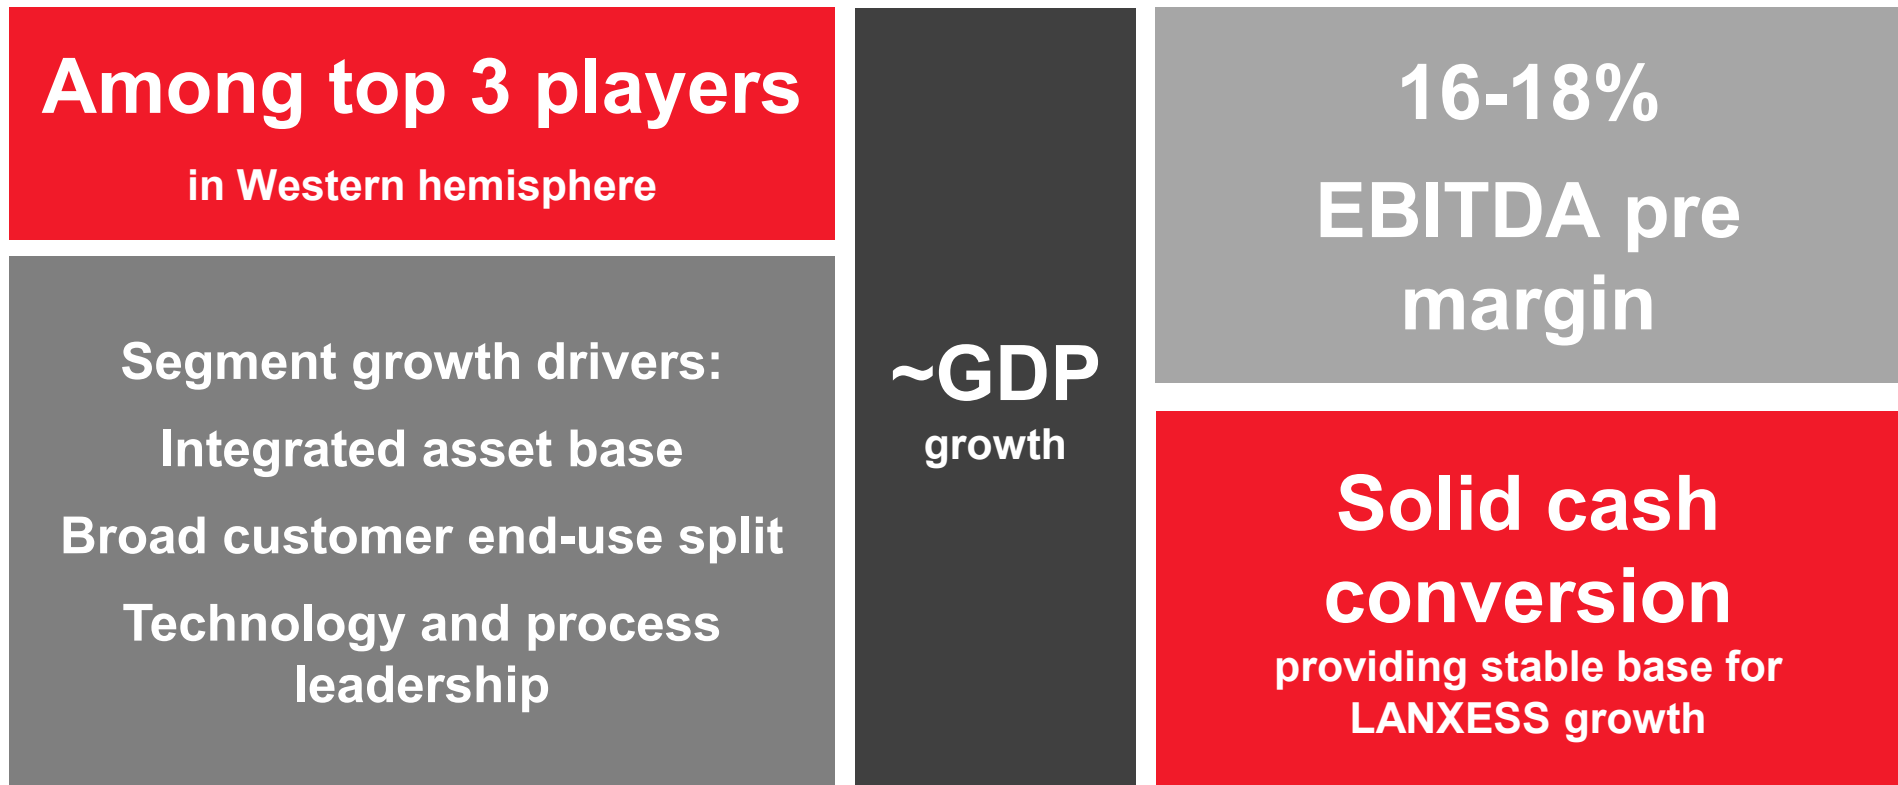 Among top 3 players
in Western hemisphere
Segment growth drivers:
Integrated asset base
Broad customer end-use split
Technology and process
leadership
~GDP
growth
16-18%
EBITDA pre
margin
Solid cash
conversion
providing stable base for
LANXESS growth